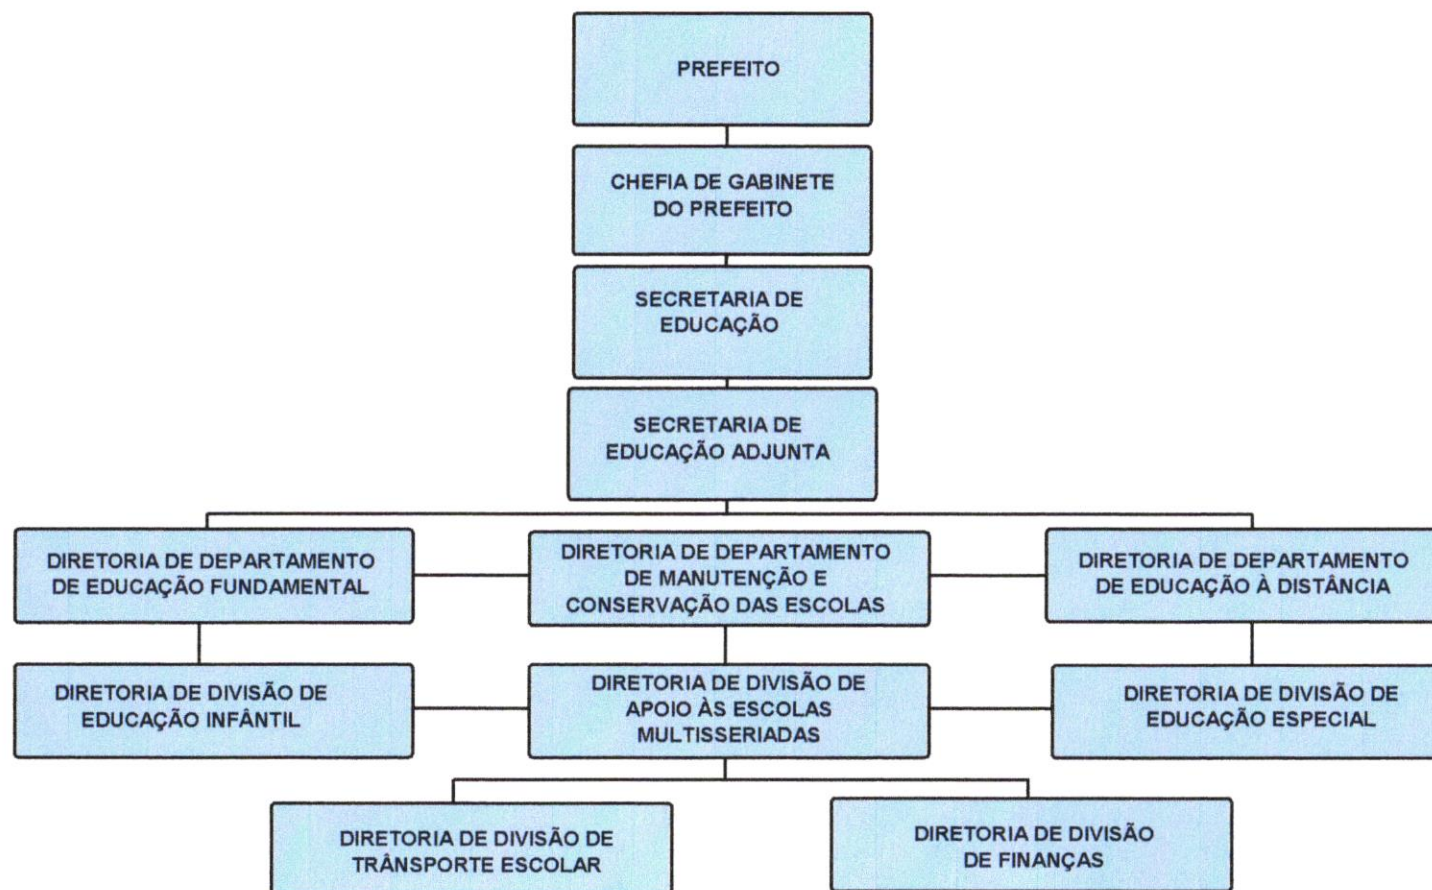 PREFEITO
CHEFIA DE GABINETE
DO PREFEITO
SECRETARIA DE
EDUCAÇÃO
SECRETARIA DE
EDUCAÇÃO ADJUNTA
DIRETORIA DE DEPARTAMENTO
DE EDUCAÇÃO FUNDAMENTAL
DIRETORIA DE DEPARTAMENTO
DE MANUTENÇÃO E
CONSERVAÇÃO DAS ESCOLAS
DIRETORIA DE DEPARTAMENTO
DE EDUCAÇÃO À DISTÂNCIA
DIRETORIA DE DIVISÃO DE
EDUCAÇÃO INFÂNTIL
DIRETORIA DE DIVISÃO DE
APOIO ÀS ESCOLAS
MULTISSERIADAS
DIRETORIA DE DIVISÃO DE
EDUCAÇÃO ESPECIAL
DIRETORIA DE DIVISÃO DE
TRÂNSPORTE ESCOLAR
DIRETORIA DE DIVISÃO
DE FINANÇAS